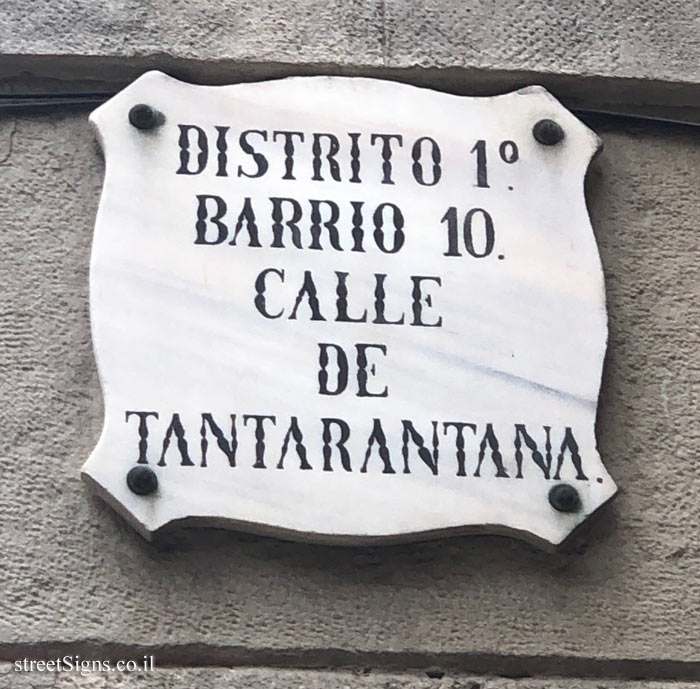 DISTRITO 1º.
BARRIO 10.
CALLE
DE
TANTARANTANA.
streetSigns.co.il